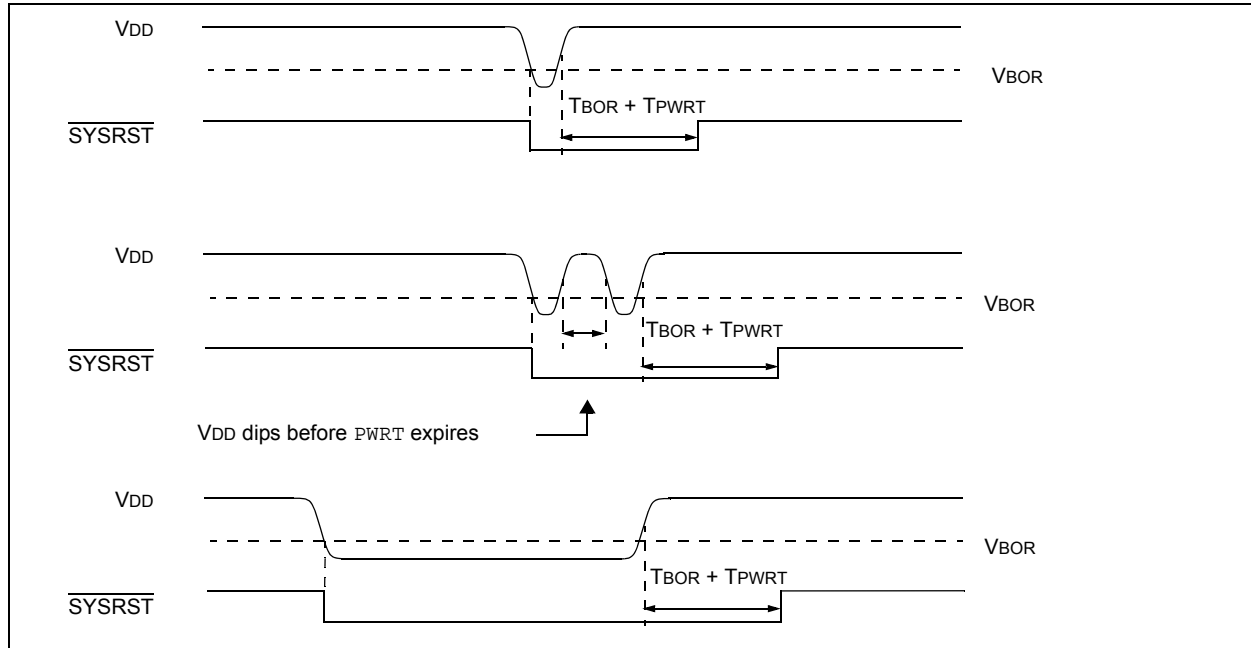 VDD
VBOR
TBOR + TPWRT
SYSRST
VDD
VBOR
TBOR + TPWRT
SYSRST
VDD dips before PWRT expires
VDD
VBOR
TBOR + TPWRT
SYSRST